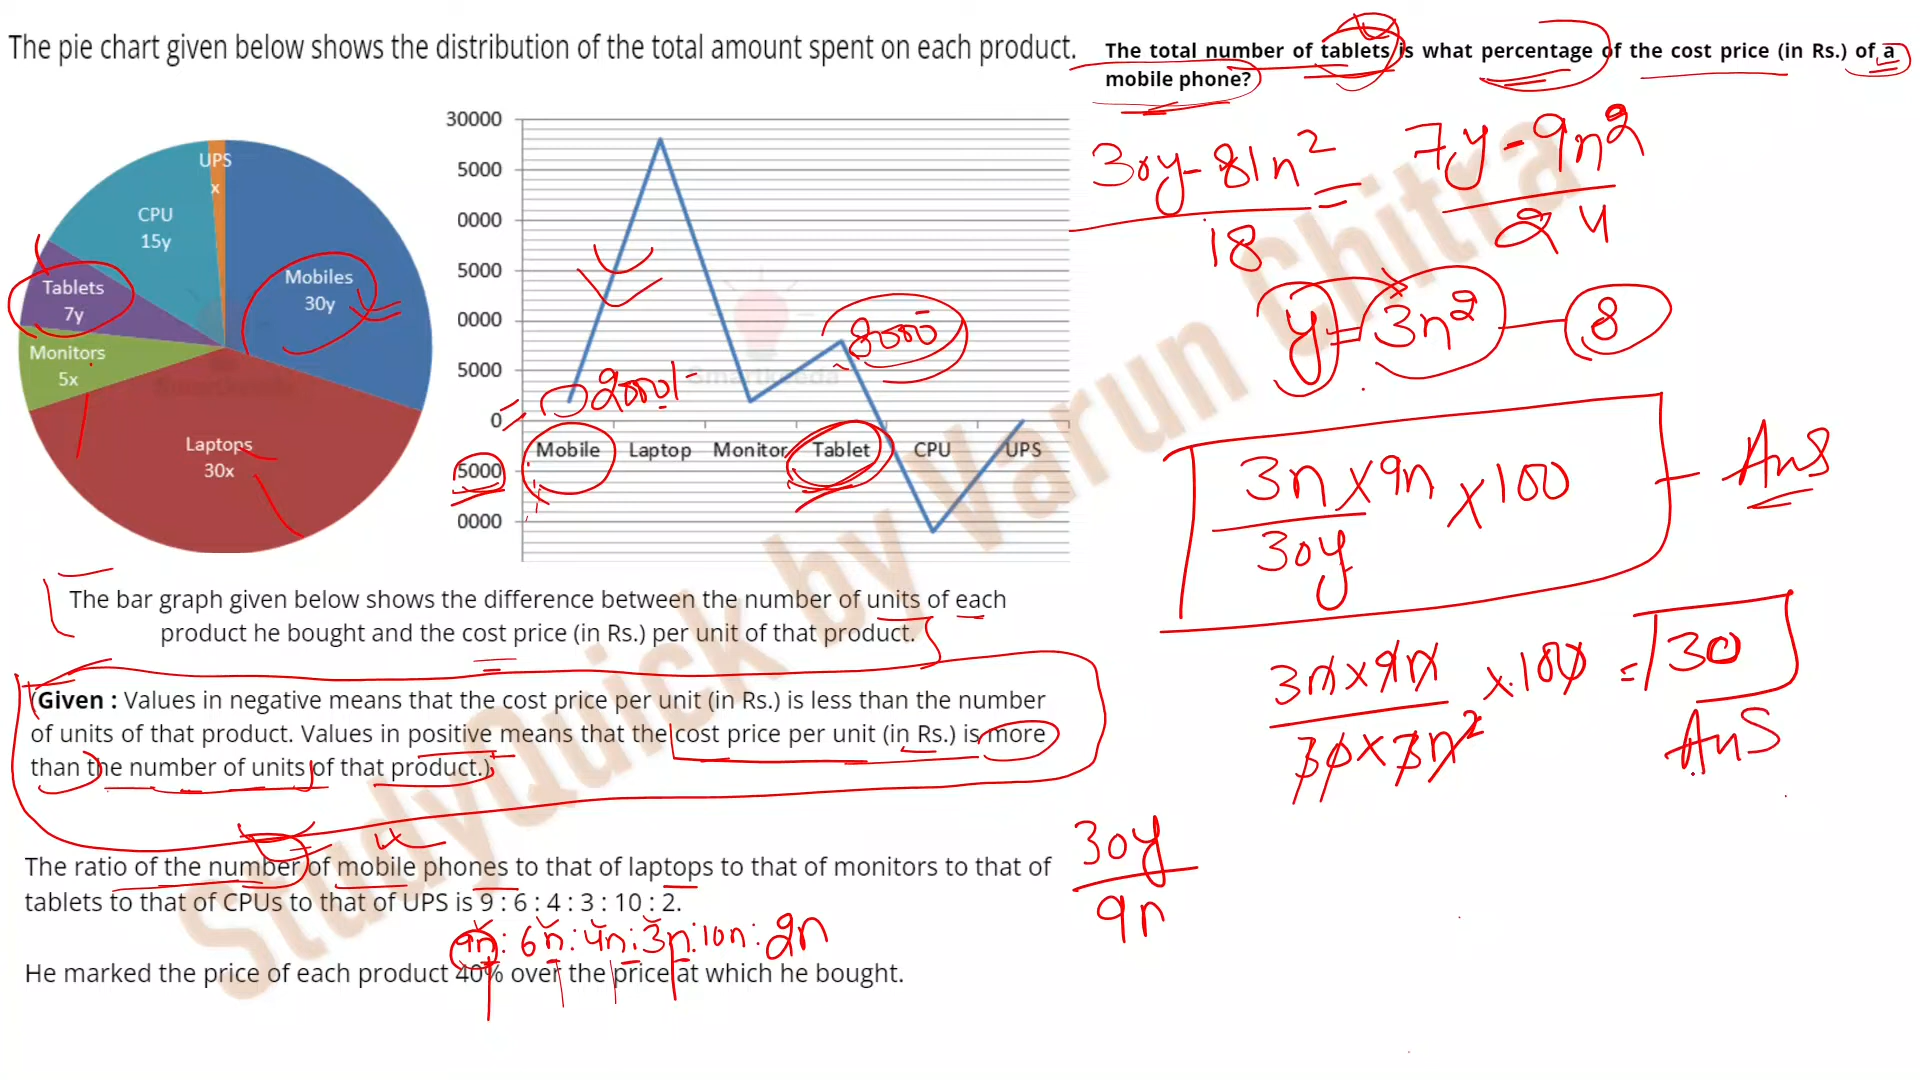 The pie chart given below shows the distribution of the total amount spent on each product.
The total number of tablets is what percentage of the cost price (in Rs.) of a
mobile phone?
UPS
x
CPU
15y
Tablets
7y
Mobiles
30y
Monitors
5x
Laptops
30x
30000
5000
0000
5000
0000
5000
0
5000
0000
Mobile Laptop Monitor Tablet CPU UPS
2000/-
8000
Smartkeeda
30y - 81n² = 7y - 9n²
18 24
y = 3n² - 8
3n x 9n x 100
30y
Ans
3n x 9n x 100 = 30
30 x 3n²
Ans
30y
9n
The bar graph given below shows the difference between the number of units of each
product he bought and the cost price (in Rs.) per unit of that product.
(Given : Values in negative means that the cost price per unit (in Rs.) is less than the number
of units of that product. Values in positive means that the cost price per unit (in Rs.) is more
than the number of units of that product.)
The ratio of the number of mobile phones to that of laptops to that of monitors to that of
tablets to that of CPUs to that of UPS is 9 : 6 : 4 : 3 : 10 : 2.
9n : 6n : 4n : 3n : 10n : 2n
He marked the price of each product 40% over the price at which he bought.
StudyQuick by Varun Chitra